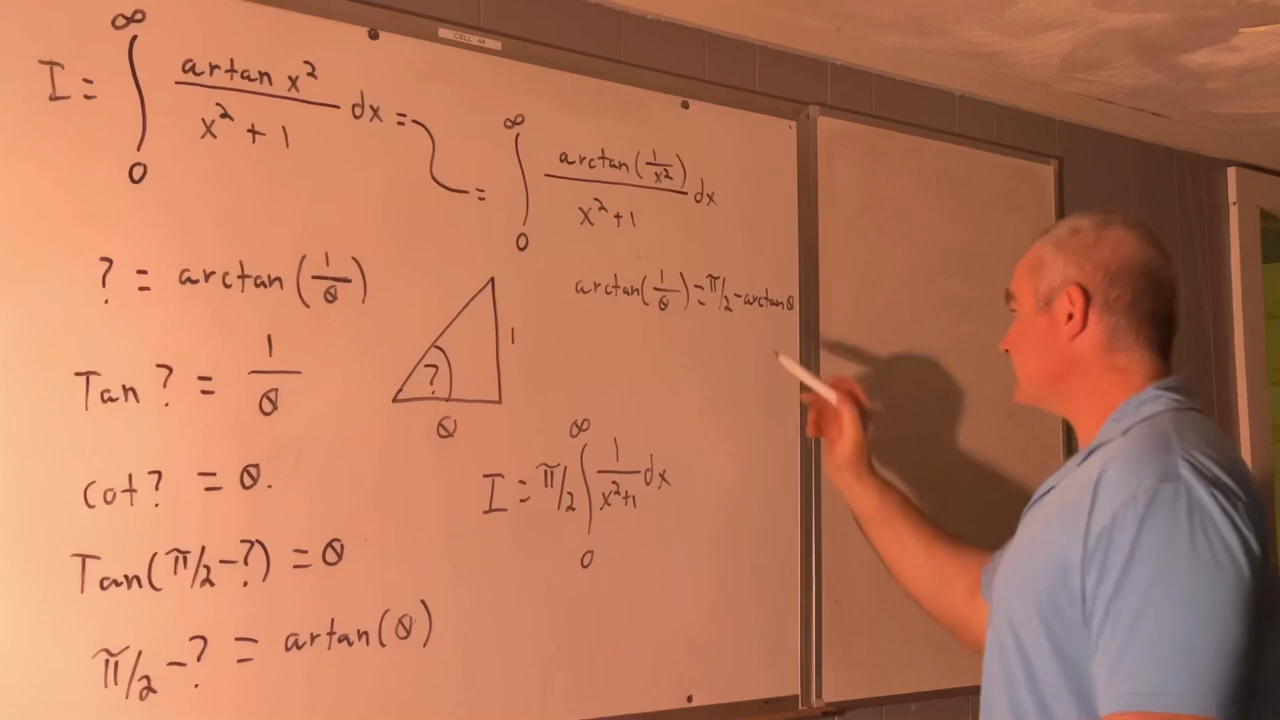 CELL 44
I = ∫₀^∞ artan x² / (x² + 1) dx =
= ∫₀^∞ arctan(1/x²) / (x² + 1) dx
? = arctan(1/θ)
arctan(1/θ) = π/2 - arctan θ
Tan ? = 1/θ
1
?
θ
cot ? = θ.
I = π/2 ∫₀^∞ 1/(x²+1) dx
Tan(π/2 - ?) = θ
π/2 - ? = artan(θ)